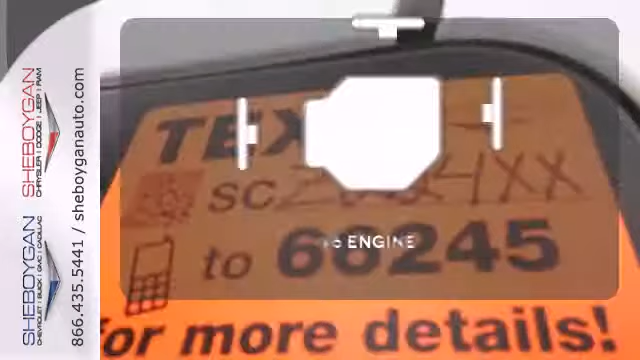 SHEBOYGAN
CHRYSLER | DODGE | JEEP | RAM
SHEBOYGAN
CHEVROLET | BUICK | GMC | CADILLAC
866.435.5441 / sheboyganauto.com
SC
to 66245
ENGINE
for more details!